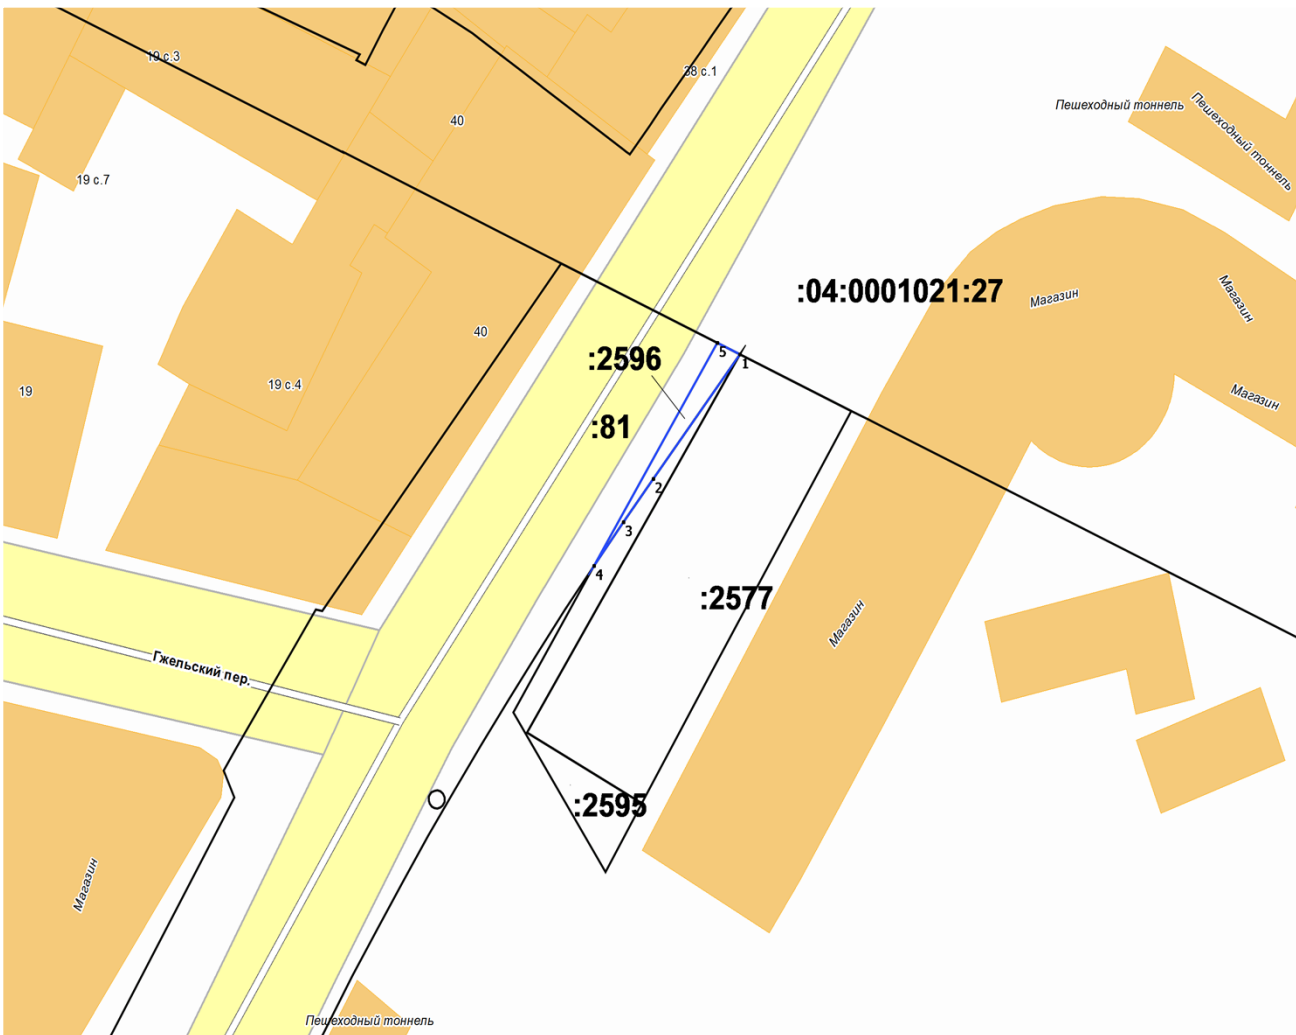 19 с.3
38 с.1
40
Пешеходный тоннель
Пешеходный тоннель
19 с.7
:04:0001021:27
Магазин
Магазин
40
:2596
5
1
19 с.4
19
Магазин
:81
2
3
4
:2577
Магазин
Гжельский пер.
:2595
Магазин
Пешеходный тоннель